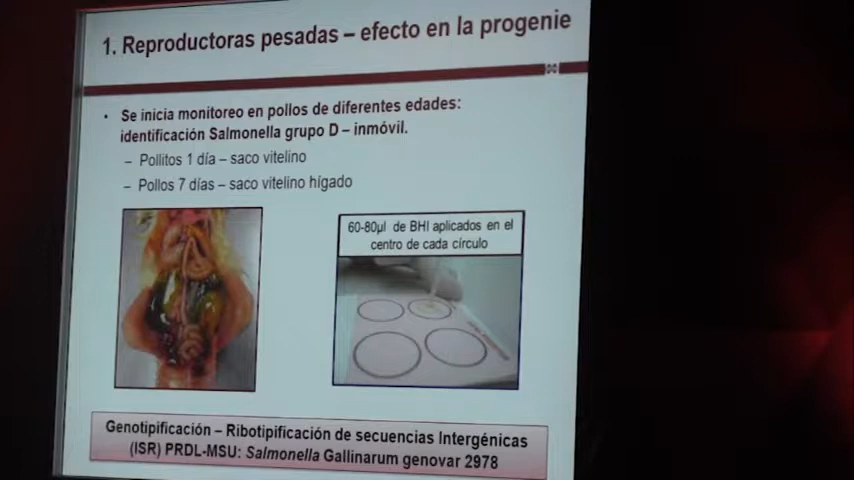 1. Reproductoras pesadas – efecto en la progenie
• Se inicia monitoreo en pollos de diferentes edades:
identificación Salmonella grupo D – inmóvil.
– Pollitos 1 día – saco vitelino
– Pollos 7 días – saco vitelino hígado
60-80µl de BHI aplicados en el
centro de cada círculo
Genotipificación – Ribotipificación de secuencias Intergénicas
(ISR) PRDL-MSU: Salmonella Gallinarum genovar 2978